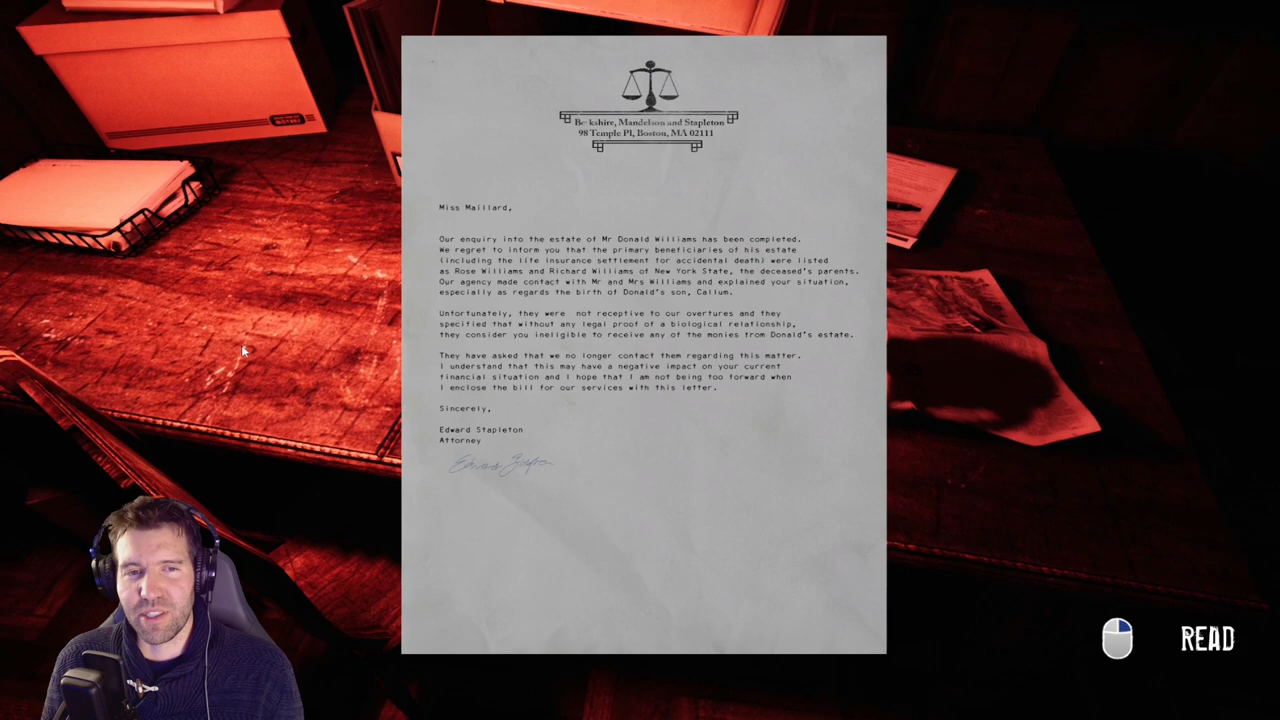 Berkshire, Mandelson and Stapleton
98 Temple Pl, Boston, MA 02111
Miss Maillard,
Our enquiry into the estate of Mr Donald Williams has been completed.
We regret to inform you that the primary beneficiaries of his estate
(including the life insurance settlement for accidental death) were listed
as Rose Williams and Richard Williams of New York State, the deceased's parents.
Our agency made contact with Mr and Mrs Williams and explained your situation,
especially as regards the birth of Donald's son, Callum.
Unfortunately, they were not receptive to our overtures and they
specified that without any legal proof of a biological relationship,
they consider you ineligible to receive any of the monies from Donald's estate.
They have asked that we no longer contact them regarding this matter.
I understand that this may have a negative impact on your current
financial situation and I hope that I am not being too forward when
I enclose the bill for our services with this letter.
Sincerely,
Edward Stapleton
Attorney
READ